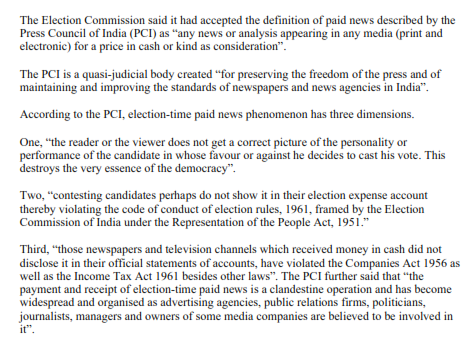 The Election Commission said it had accepted the definition of paid news described by the
Press Council of India (PCI) as “any news or analysis appearing in any media (print and
electronic) for a price in cash or kind as consideration”.
The PCI is a quasi-judicial body created “for preserving the freedom of the press and of
maintaining and improving the standards of newspapers and news agencies in India”.
According to the PCI, election-time paid news phenomenon has three dimensions.
One, “the reader or the viewer does not get a correct picture of the personality or
performance of the candidate in whose favour or against he decides to cast his vote. This
destroys the very essence of the democracy”.
Two, “contesting candidates perhaps do not show it in their election expense account
thereby violating the code of conduct of election rules, 1961, framed by the Election
Commission of India under the Representation of the People Act, 1951.”
Third, “those newspapers and television channels which received money in cash did not
disclose it in their official statements of accounts, have violated the Companies Act 1956 as
well as the Income Tax Act 1961 besides other laws”. The PCI further said that “the
payment and receipt of election-time paid news is a clandestine operation and has become
widespread and organised as advertising agencies, public relations firms, politicians,
journalists, managers and owners of some media companies are believed to be involved in
it”.